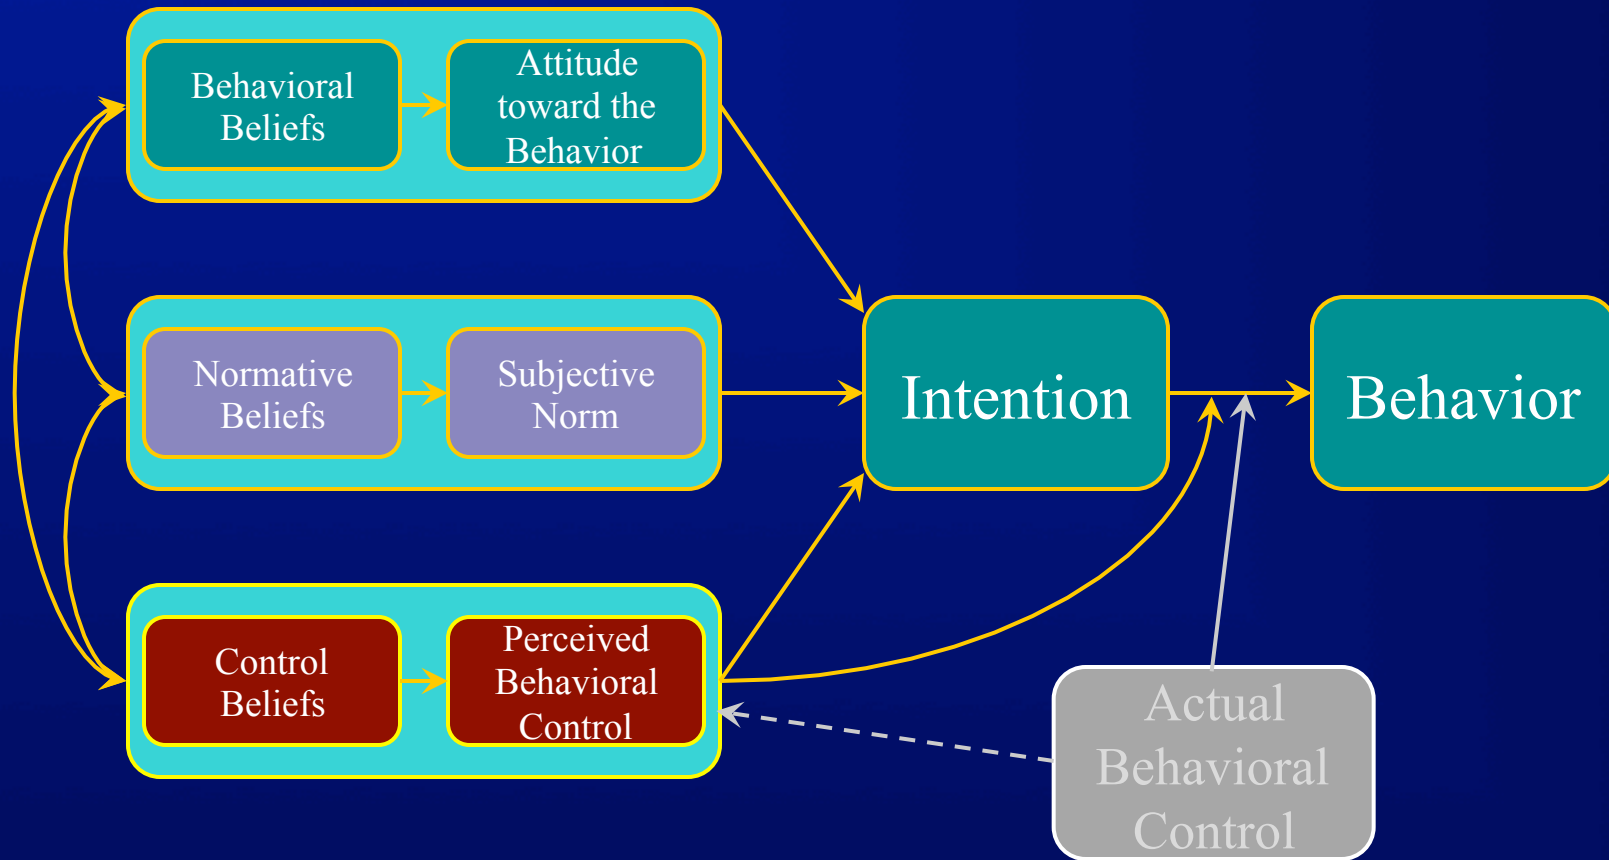 Behavioral
Beliefs
Attitude
toward the
Behavior
Normative
Beliefs
Subjective
Norm
Intention
Behavior
Control
Beliefs
Perceived
Behavioral
Control
Actual
Behavioral
Control